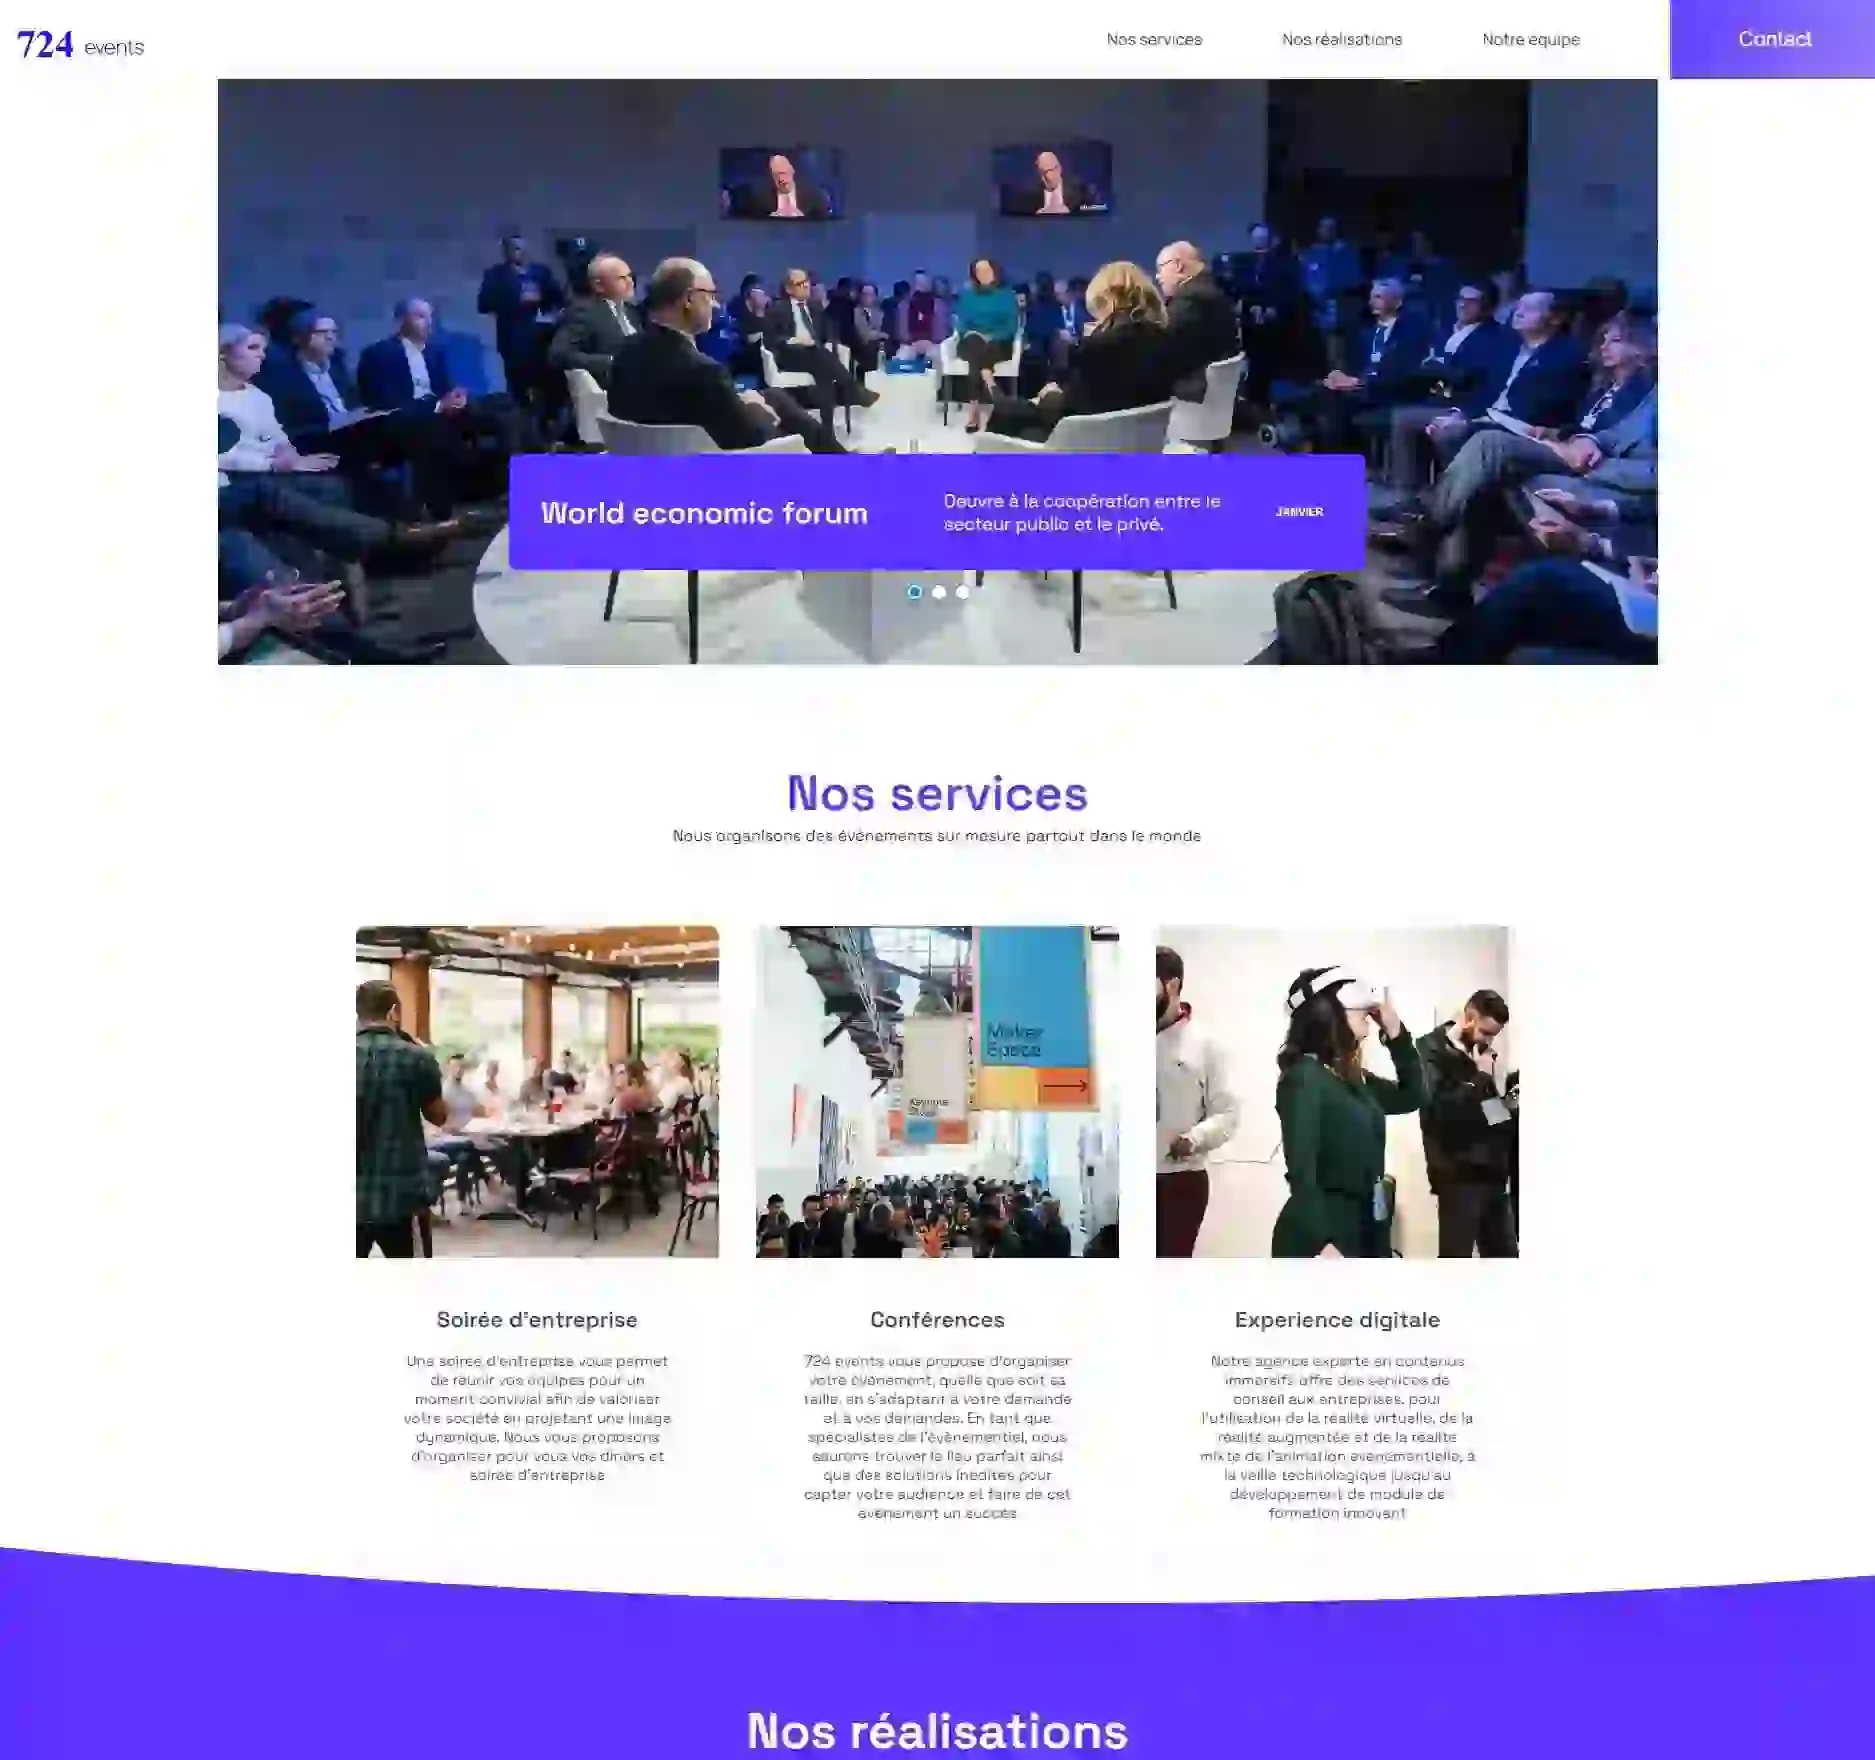 724 events
Nos services
Nos réalisations
Notre equipe
Contact
World economic forum
Oeuvre à la coopération entre le
secteur public et le privé.
JANVIER
Nos services
Nous organisons des événements sur mesure partout dans le monde
Maker
Space
Keynote
Soirée d'entreprise
Une soirée d'entreprise vous permet
de réunir vos équipes pour un
moment convivial afin de valoriser
votre société en projetant une image
dynamique. Nous vous proposons
d'organiser pour vous vos diners et
soirée d'entreprise
Conférences
724 events vous propose d'organiser
votre évènement, quelle que soit sa
taille, en s'adaptant à votre demande
et à vos demandes. En tant que
spécialistes de l'évènementiel, nous
saurons trouver le lieu parfait ainsi
que des solutions inédites pour
capter votre audience et faire de cet
évènement un succès
Experience digitale
Notre agence experte en contenus
immersifs offre des services de
conseil aux entreprises, pour
l'utilisation de la réalité virtuelle, de la
réalité augmentée et de la réalité
mixte de l'animation événementielle, à
la veille technologique jusqu'au
développement de module de
formation innovant
Nos réalisations